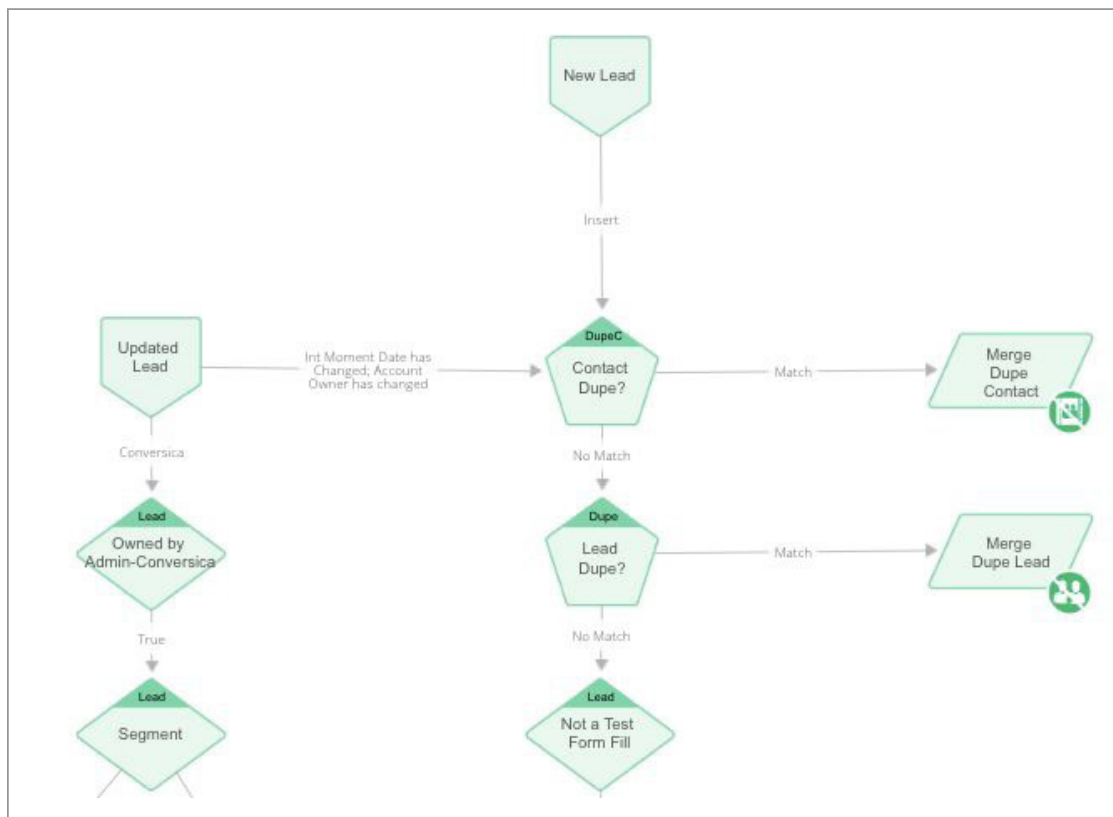 New Lead
Insert
DupeC
Contact
Dupe?
Updated
Lead
Int Moment Date has
Changed; Account
Owner has changed
Match
Merge
Dupe
Contact
Conversica
No Match
Lead
Owned by
Admin-Conversica
Dupe
Lead
Dupe?
Match
Merge
Dupe Lead
True
No Match
Lead
Segment
Lead
Not a Test
Form Fill